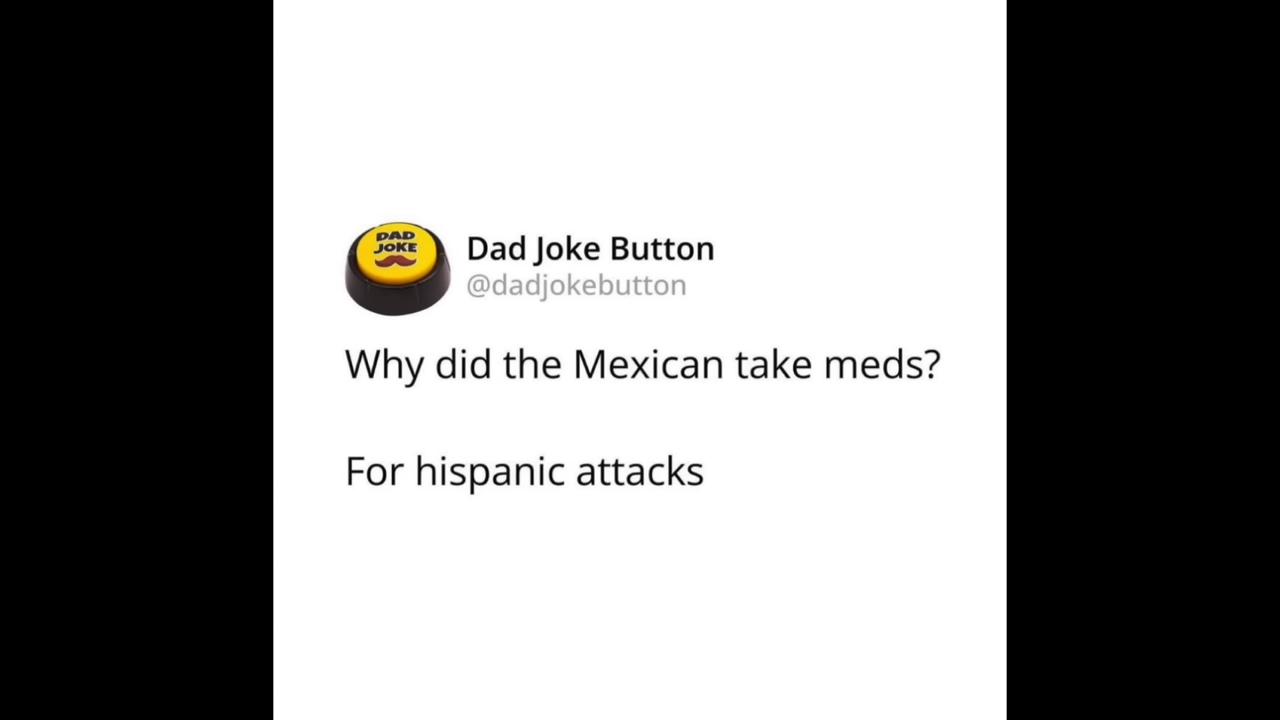 DAD
JOKE
Dad Joke Button
@dadjokebutton
Why did the Mexican take meds?
For hispanic attacks